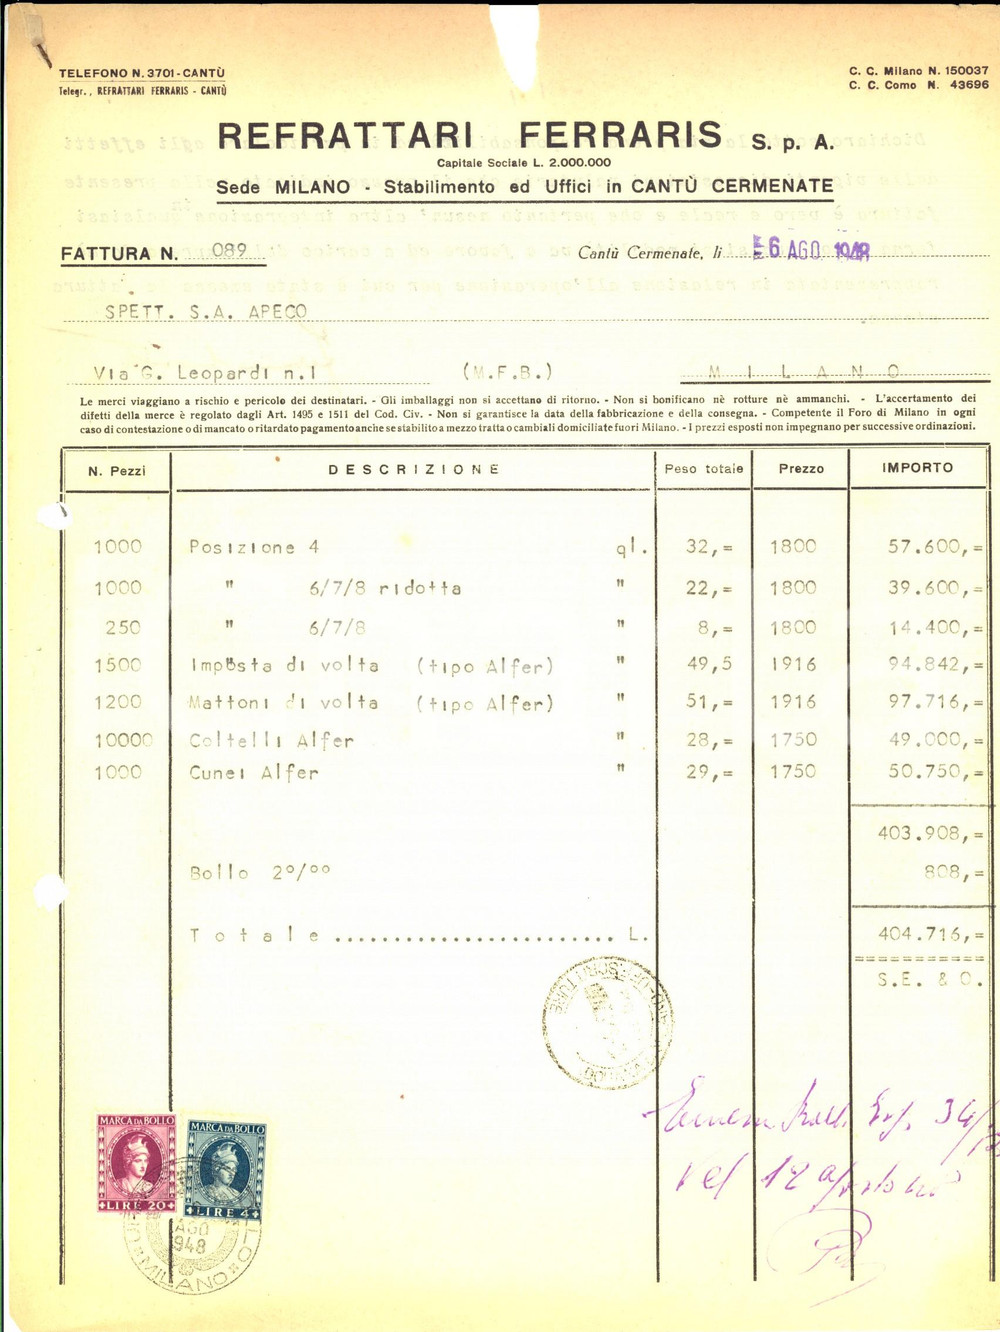 TELEFONO N. 3701 - CANTÙ
Telegr., REFRATTARI FERRARIS - CANTÙ
C. C. Milano N. 150037
C. C. Como N. 43696
REFRATTARI FERRARIS S. p. A.
Capitale Sociale L. 2.000.000
Sede MILANO - Stabilimento ed Uffici in CANTÙ CERMENATE
FATTURA N. 089
Cantù Cermenate, li 6 AGO 1948
SPETT. S.A. APECO
Via G. Leopardi n.1 (M.F.B.) M I L A N O
Le merci viaggiano a rischio e pericolo dei destinatari. - Gli imballaggi non si accettano di ritorno. - Non si bonificano nè rotture nè ammanchi. - L'accertamento dei
difetti della merce è regolato dagli Art. 1495 e 1511 del Cod. Civ. - Non si garantisce la data della fabbricazione e della consegna. - Competente il Foro di Milano in ogni
caso di contestazione o di mancato o ritardato pagamento anche se stabilito a mezzo tratta o cambiali domiciliate fuori Milano. - I prezzi esposti non impegnano per successive ordinazioni.
N. Pezzi DESCRIZIONE Peso totale Prezzo IMPORTO
1000 Posizione 4 ql. 32,= 1800 57.600,=
1000 " 6/7/8 ridotta " 22,= 1800 39.600,=
250 " 6/7/8 " 8,= 1800 14.400,=
1500 Imposta di volta (tipo Alfer) " 49,5 1916 94.842,=
1200 Mattoni di volta (tipo Alfer) " 51,= 1916 97.716,=
10000 Coltelli Alfer " 28,= 1750 49.000,=
1000 Cunei Alfer " 29,= 1750 50.750,=
403.908,=
Bollo 2°/°° 808,=
T o t a l e ........................ L. 404.716,=
S.E. & O.
MARCA DA BOLLO
LIRE 20
MARCA DA BOLLO
LIRE 4
AGO
948
MILANO